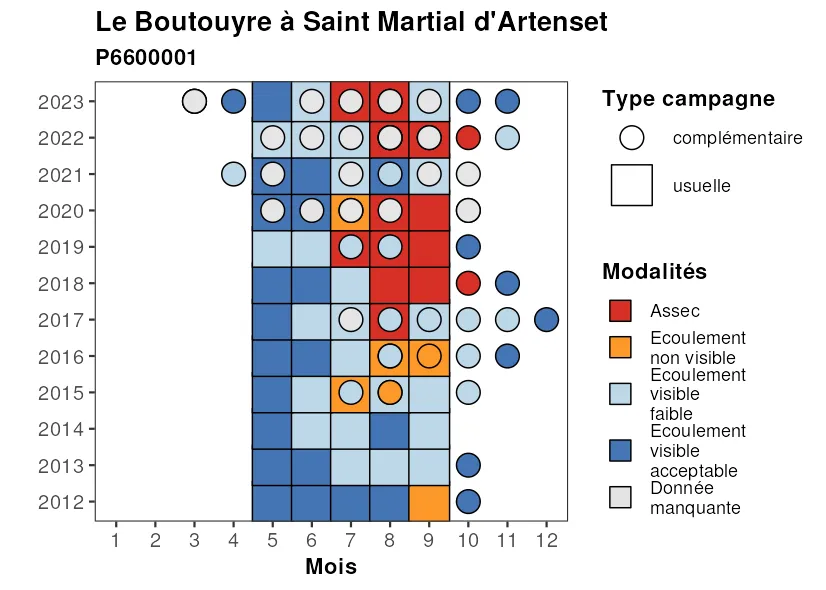 Le Boutouyre à Saint Martial d'Artenset
P6600001
2023
2022
2021
2020
2019
2018
2017
2016
2015
2014
2013
2012
1 2 3 4 5 6 7 8 9 10 11 12
Mois
Type campagne
complémentaire
usuelle
Modalités
Assec
Ecoulement
non visible
Ecoulement
visible
faible
Ecoulement
visible
acceptable
Donnée
manquante